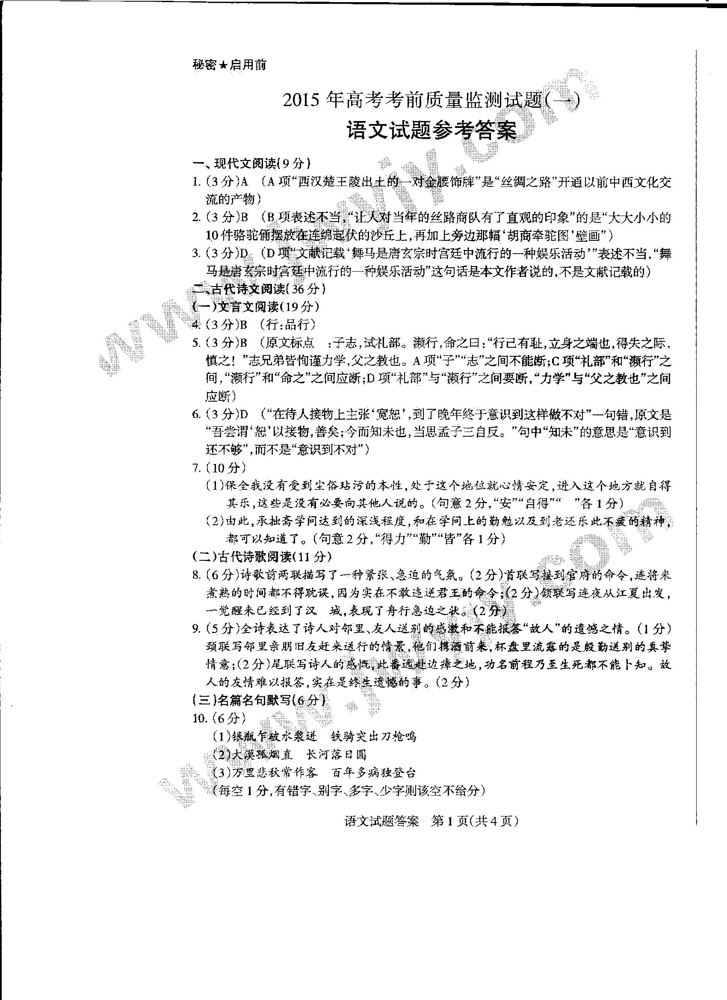 秘密★启用前
2015 年高考考前质量监测试题(一)
语文试题参考答案
一、现代文阅读(9 分)
1. (3 分)A (A 项“西汉楚王陵出土的一对金腰饰牌”是“丝绸之路”开通以前中西文化交
流的产物)
2. (3 分)B (B 项表述不当,“让人对当年的丝路商队有了直观的印象”的是“大大小小的
10 件骆驼俑摆放在连绵起伏的沙丘上,再加上旁边那幅‘胡商牵驼图’壁画”)
3. (3 分)D (D 项“文献记载‘舞马是唐玄宗时宫廷中流行的一种娱乐活动’”表述不当,“舞
马是唐玄宗时宫廷中流行的一种娱乐活动”这句话是本文作者说的,不是文献记载的)
二、古代诗文阅读(36 分)
(一)文言文阅读(19 分)
4. (3 分)B (行:品行)
5. (3 分)B (原文标点 :子志,试礼部。濒行,命之曰:“行己有耻,立身之端也,得失之际,
慎之!”志兄弟皆恂谨力学,父之教也。A 项“子”“志”之间不能断;C 项“礼部”和“濒行”之
间,“濒行”和“命之”之间应断;D 项“礼部”与“濒行”之间要断,“力学”与“父之教也”之间
应断)
6. (3 分)D (“在待人接物上主张‘宽恕’,到了晚年终于意识到这样做不对”一句错,原文是
“吾尝谓‘恕’以接物,善矣;今而知未也,当思孟子三自反。”句中“知未”的意思是“意识到
还不够”,而不是“意识到不对”)
7. (10 分)
(1)保全我没有受到尘俗玷污的本性,处于这个地位就心情安定,进入这个地方就自得
其乐,这些是没有必要向其他人说的。(句意 2 分,“安”“自得”“ ”各 1 分)
(2)由此,承拙斋学问达到的深浅程度,和在学问上的勤勉以及到老还乐此不疲的精神,
都可以知道了。(句意 2 分,“得力”“勤”“皆”各 1 分)
(二)古代诗歌阅读(11 分)
8. (6 分)诗歌前两联描写了一种紧张、急迫的气氛。(2 分)首联写接到官府的命令,连将米
煮熟的时间都不得耽误,因为实在不敢违逆君王的命令;(2 分)颔联写连夜从江夏出发,
一觉醒来已经到了汉 城,表现了舟行急迫之状。(2 分)
9. (5 分)全诗表达了诗人对邻里、友人送别的感激和不能报答“故人”的遗憾之情。(1 分)
颈联写邻里亲朋旧友赶来送行的情景,他们携酒前来,杯盘里流露的是殷勤送别的真挚
情意;(2 分)尾联写诗人的感慨,此番远赴边瘴之地,功名前程乃至生死都不能卜知。故
人的友情难以报答,实在是终生遗憾的事。(2 分)
(三)名篇名句默写(6 分)
10. (6 分)
(1)银瓶乍破水浆迸 铁骑突出刀枪鸣
(2)大漠孤烟直 长河落日圆
(3)万里悲秋常作客 百年多病独登台
(每空 1 分,有错字、别字、多字、少字则该空不给分)
语文试题答案 第 1 页(共 4 页)